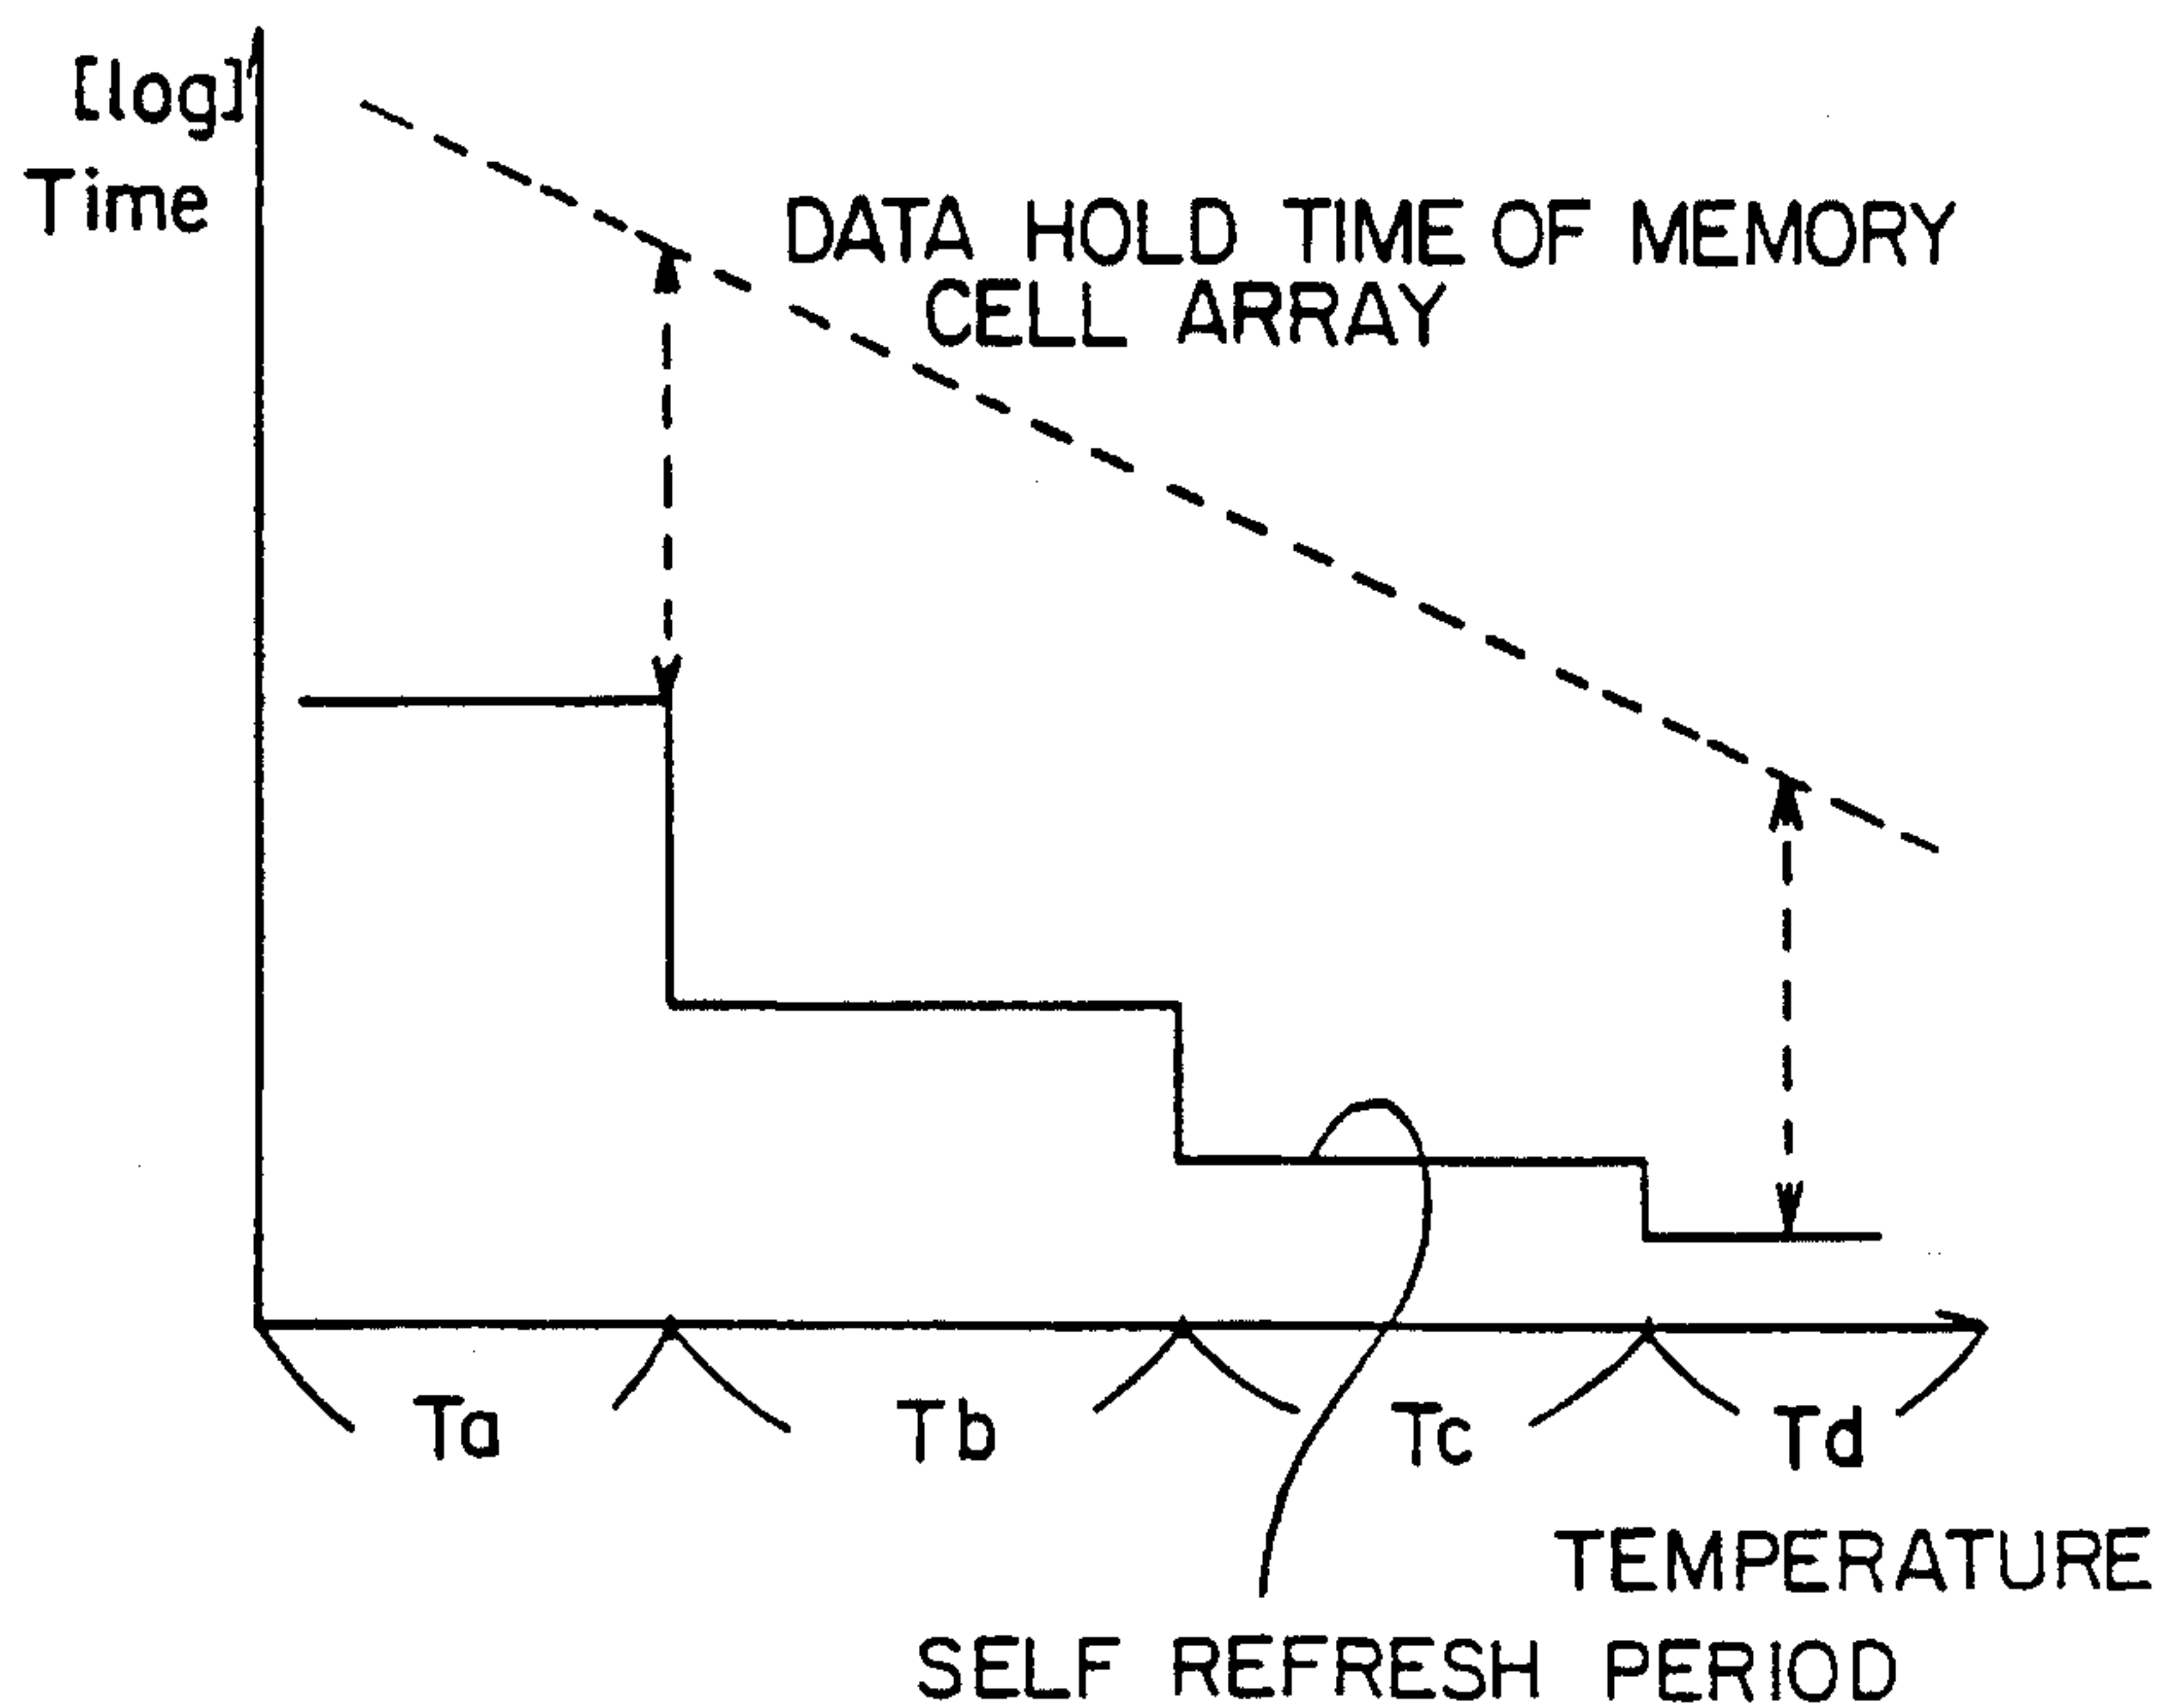 [log]
Time
DATA HOLD TIME OF MEMORY
CELL ARRAY
Ta
Tb
Tc
Td
TEMPERATURE
SELF REFRESH PERIOD